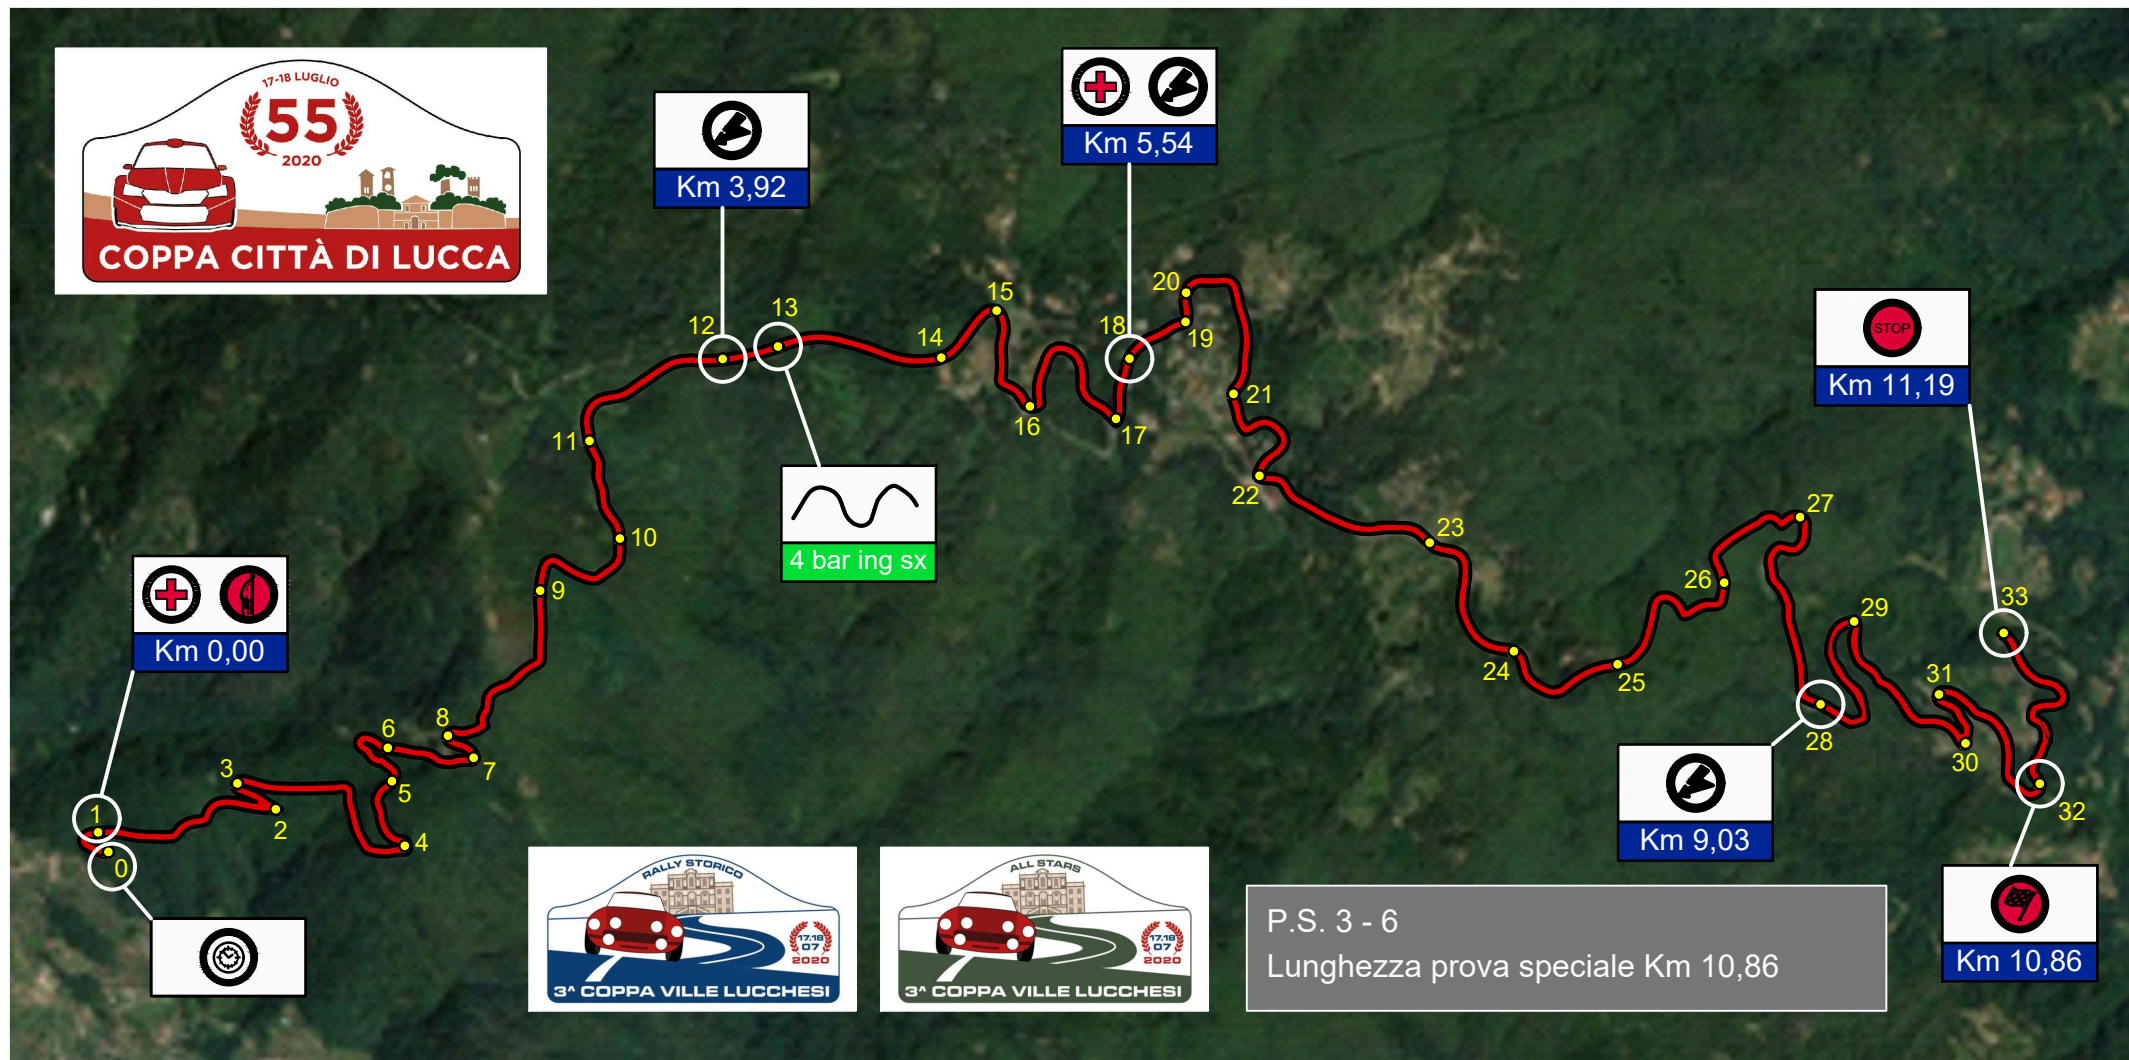 17-18 LUGLIO
55
2020
COPPA CITTÀ DI LUCCA
Km 3,92
Km 5,54
STOP
Km 11,19
4 bar ing sx
Km 0,00
Km 9,03
Km 10,86
0
1
2
3
4
5
6
7
8
9
10
11
12
13
14
15
16
17
18
19
20
21
22
23
24
25
26
27
28
29
30
31
32
33
RALLY STORICO
17.18
07
2020
3^ COPPA VILLE LUCCHESI
ALL STARS
17.18
07
2020
3^ COPPA VILLE LUCCHESI
P.S. 3 - 6
Lunghezza prova speciale Km 10,86